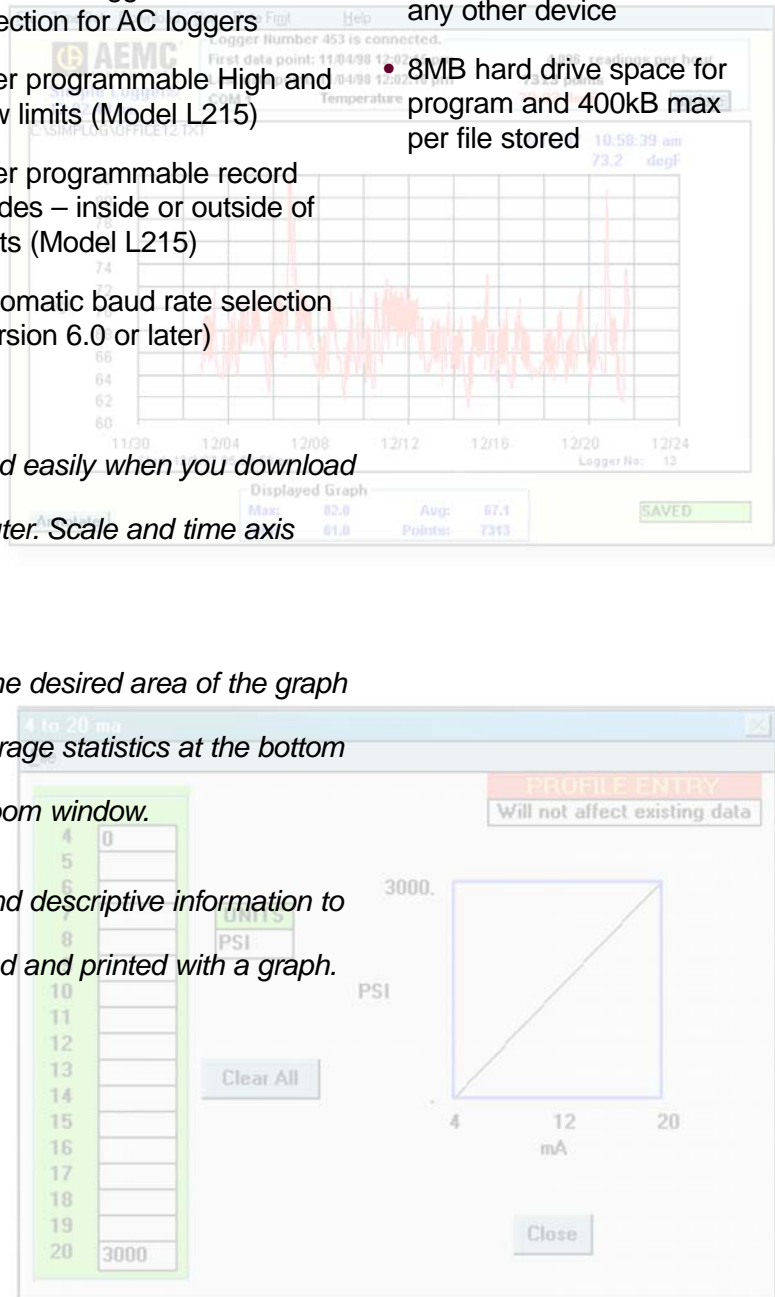 ection for AC loggers
er programmable High and
w limits (Model L215)
er programmable record
des – inside or outside of
ts (Model L215)
omatic baud rate selection
rsion 6.0 or later)
any other device
• 8MB hard drive space for
program and 400kB max
per file stored
Help
AEMC
Logger Number 453 is connected.
First data point: 11/04/98
Temperature
C:\SIMPLOG\OFFICE12.TXT
10:58:39 am
73.2 degF
74
72
66
64
62
60
11/30 12/04 12/08 12/12 12/16 12/20 12/24
Logger No: 13
d easily when you download
Displayed Graph
Max: 82.0 Avg: 67.1
61.0 Points: 7313
SAVED
ter. Scale and time axis
ne desired area of the graph
4 to 20 ma
rage statistics at the bottom
oom window.
PROFILE ENTRY
Will not affect existing data
nd descriptive information to
d and printed with a graph.
4 0
5
6
7
8
10
11
12
13
14
15
16
17
18
19
20 3000
UNITS
PSI
Clear All
3000.
PSI
4 12 20
mA
Close